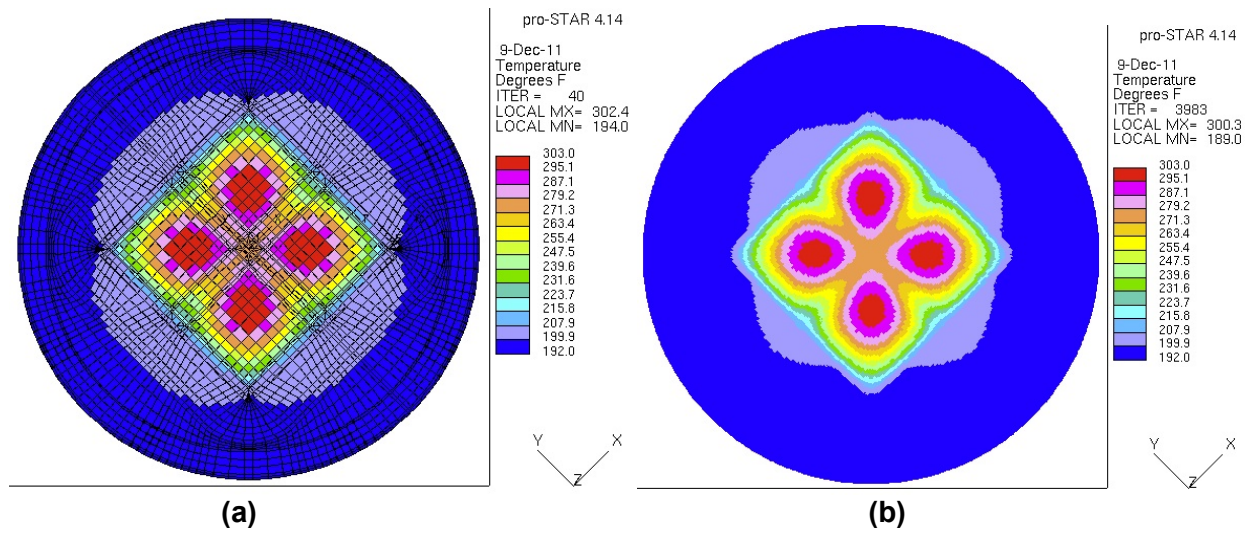 pro-STAR 4.14
9-Dec-11
Temperature
Degrees F
ITER = 40
LOCAL MX= 302.4
LOCAL MN= 194.0
303.0
295.1
287.1
279.2
271.3
263.4
255.4
247.5
239.6
231.6
223.7
215.8
207.9
199.9
192.0
Y
X
Z
(a)
pro-STAR 4.14
9-Dec-11
Temperature
Degrees F
ITER = 3983
LOCAL MX= 300.3
LOCAL MN= 189.0
303.0
295.1
287.1
279.2
271.3
263.4
255.4
247.5
239.6
231.6
223.7
215.8
207.9
199.9
192.0
Y
X
Z
(b)